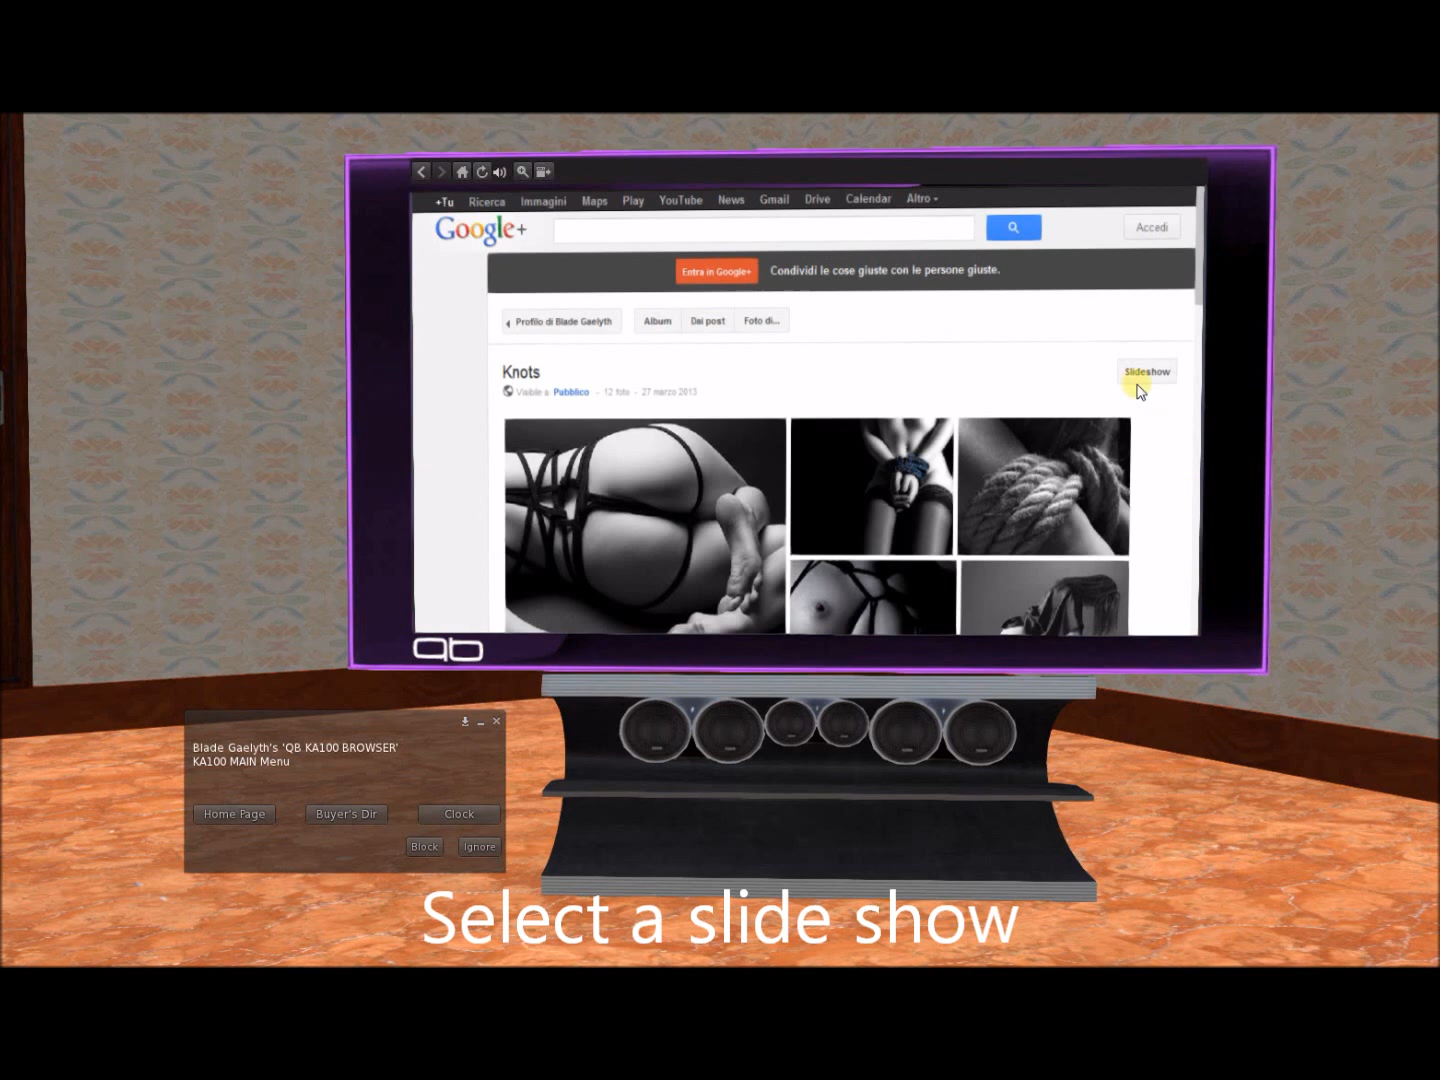 +Tu Ricerca Immagini Maps Play YouTube News Gmail Drive Calendar Altro
Google+
Accedi
Entra in Google+ Condividi le cose giuste con le persone giuste.
Profilo di Blade Gaelyth Album Dai post Foto di...
Knots
Slideshow
Visibile a Pubblico - 12 foto - 27 marzo 2013
qb
Blade Gaelyth's 'QB KA100 BROWSER'
KA100 MAIN Menu
Home Page Buyer's Dir Clock
Block Ignore
Select a slide show